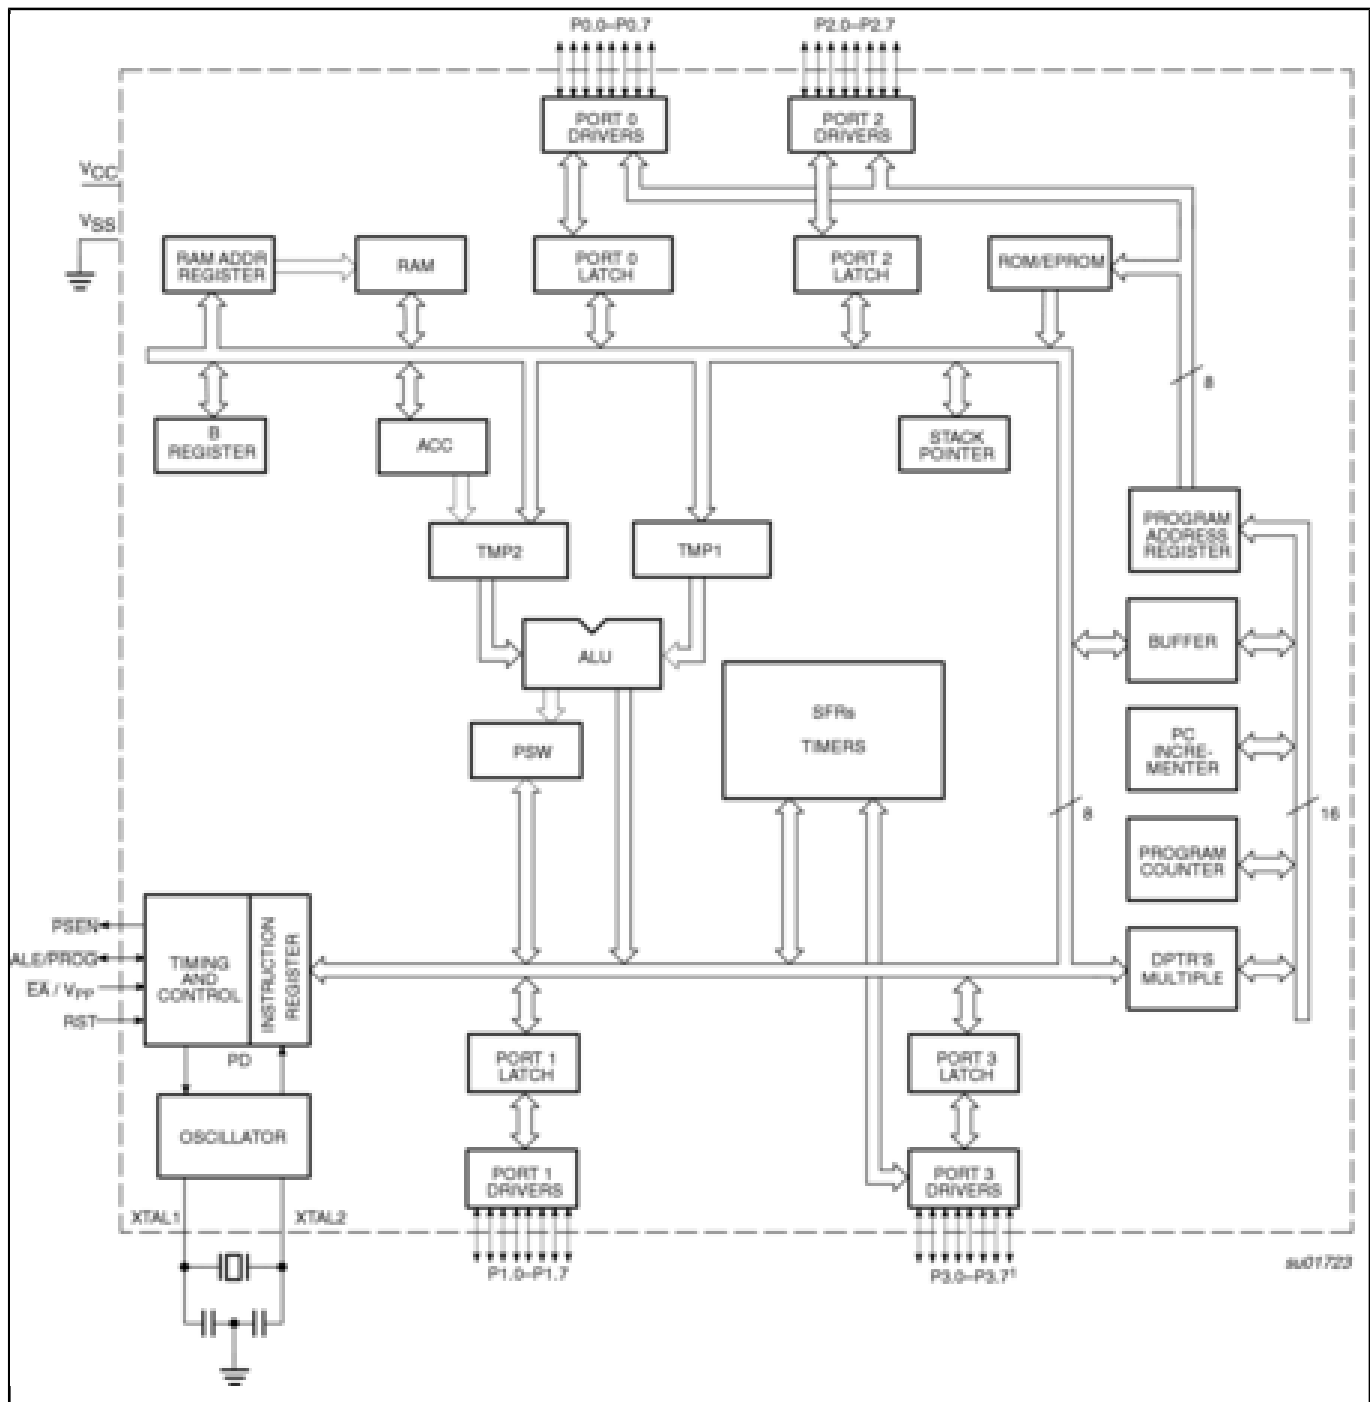 P0.0–P0.7
P2.0–P2.7
PORT 0
DRIVERS
PORT 2
DRIVERS
VCC
VSS
RAM ADDR
REGISTER
RAM
PORT 0
LATCH
PORT 2
LATCH
ROM/EPROM
8
B
REGISTER
ACC
STACK
POINTER
PROGRAM
ADDRESS
REGISTER
TMP2
TMP1
BUFFER
ALU
SFRs
TIMERS
PSW
PC
INCRE-
MENTER
8
16
PROGRAM
COUNTER
PSEN
ALE/PROG
EA / VPP
RST
TIMING
AND
CONTROL
INSTRUCTION
REGISTER
DPTR'S
MULTIPLE
PD
PORT 1
LATCH
PORT 3
LATCH
OSCILLATOR
PORT 1
DRIVERS
PORT 3
DRIVERS
XTAL1
XTAL2
P1.0–P1.7
P3.0–P3.7¹
su01723